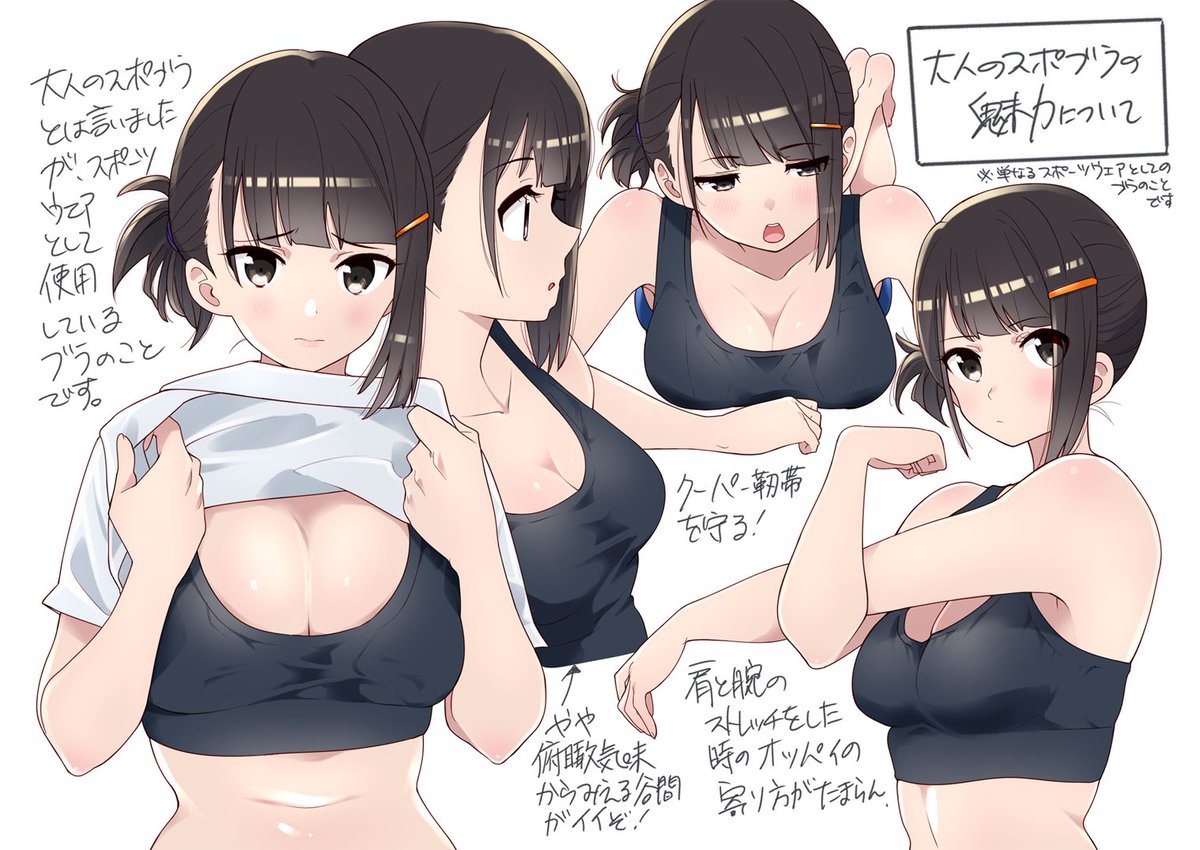 大人のスポブラの
魅力について
※単なるスポーツウェアとしての
ブラのこと
です
大人のスポブラ
とは言いました
が、スポーツ
ウェア
として
使用
している
ブラのこと
です。
クーパー靭帯
を守る!
↑
やや
俯瞰気味
からみえる谷間
がイイぞ!
肩と腕の
ストレッチをした
時のオッパイの
寄り方がたまらん.